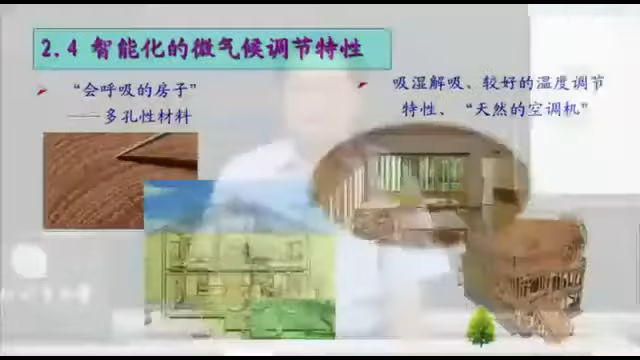 2.4 智能化的微气候调节特性
“会呼吸的房子”
——多孔性材料
吸湿解吸、较好的温度调节
特性、“天然的空调机”